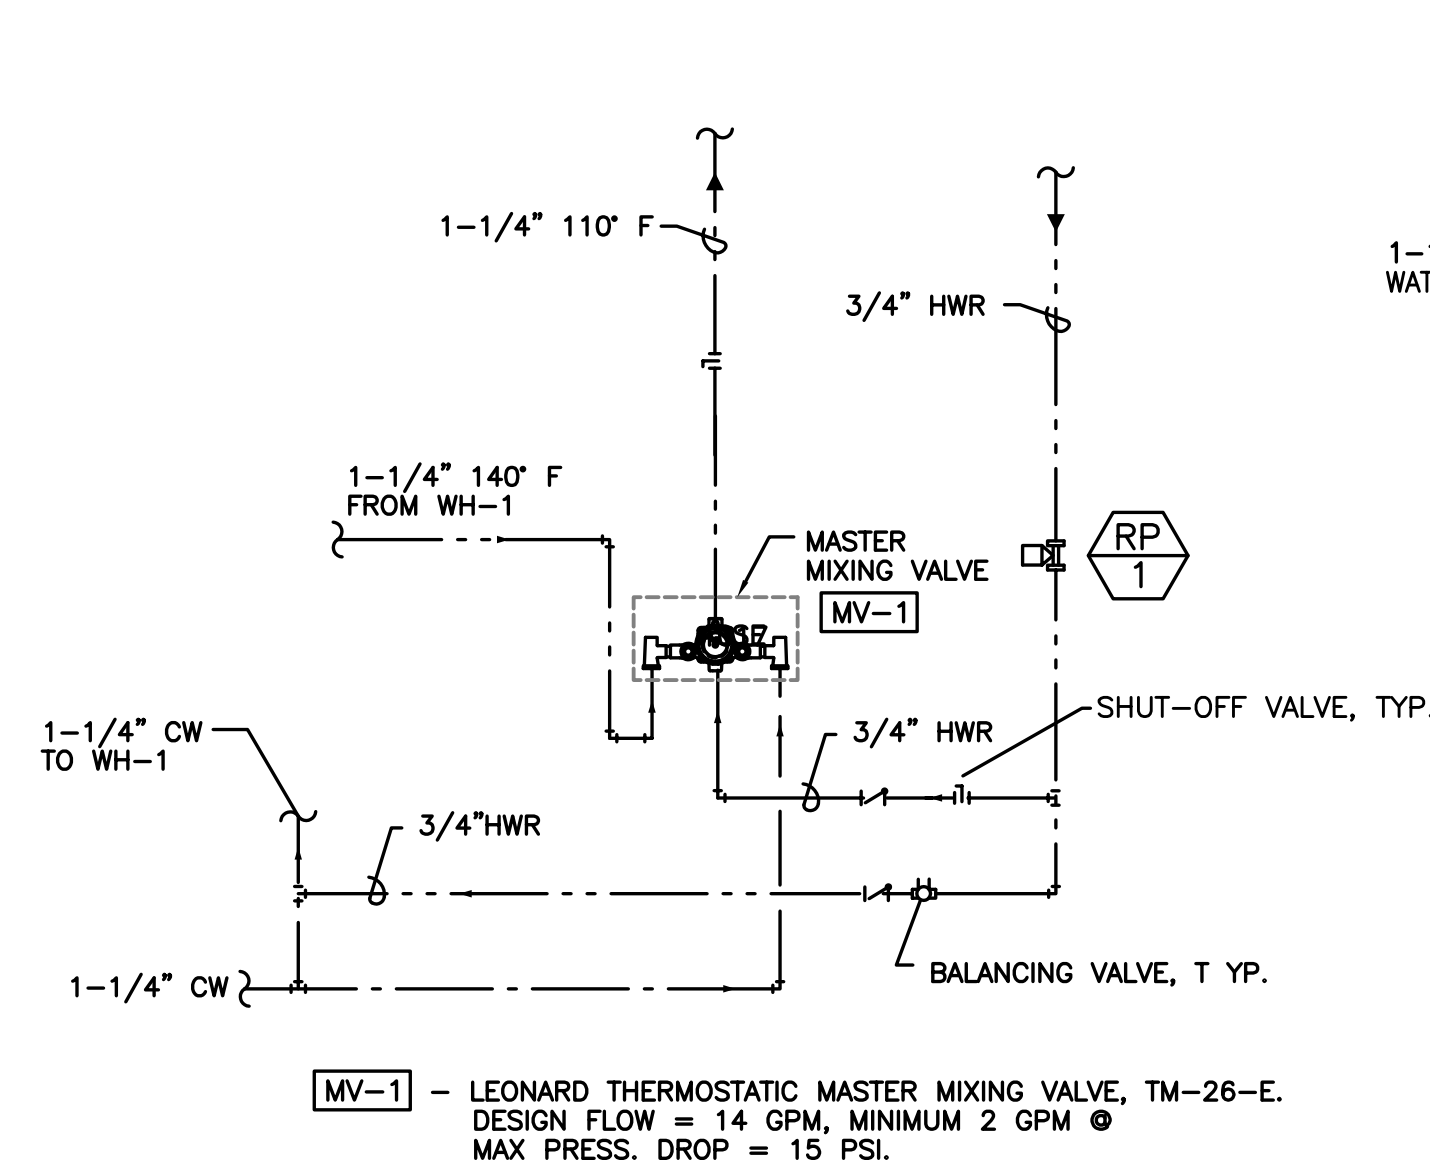 1-1/4" 110° F
3/4" HWR
1-1/4" 140° F
FROM WH-1
MASTER
MIXING VALVE
MV-1
RP
1
SHUT-OFF VALVE, TYP.
1-1/4" CW
TO WH-1
3/4" HWR
3/4"HWR
1-1/4" CW
BALANCING VALVE, T YP.
MV-1 - LEONARD THERMOSTATIC MASTER MIXING VALVE, TM-26-E.
DESIGN FLOW = 14 GPM, MINIMUM 2 GPM @
MAX PRESS. DROP = 15 PSI.